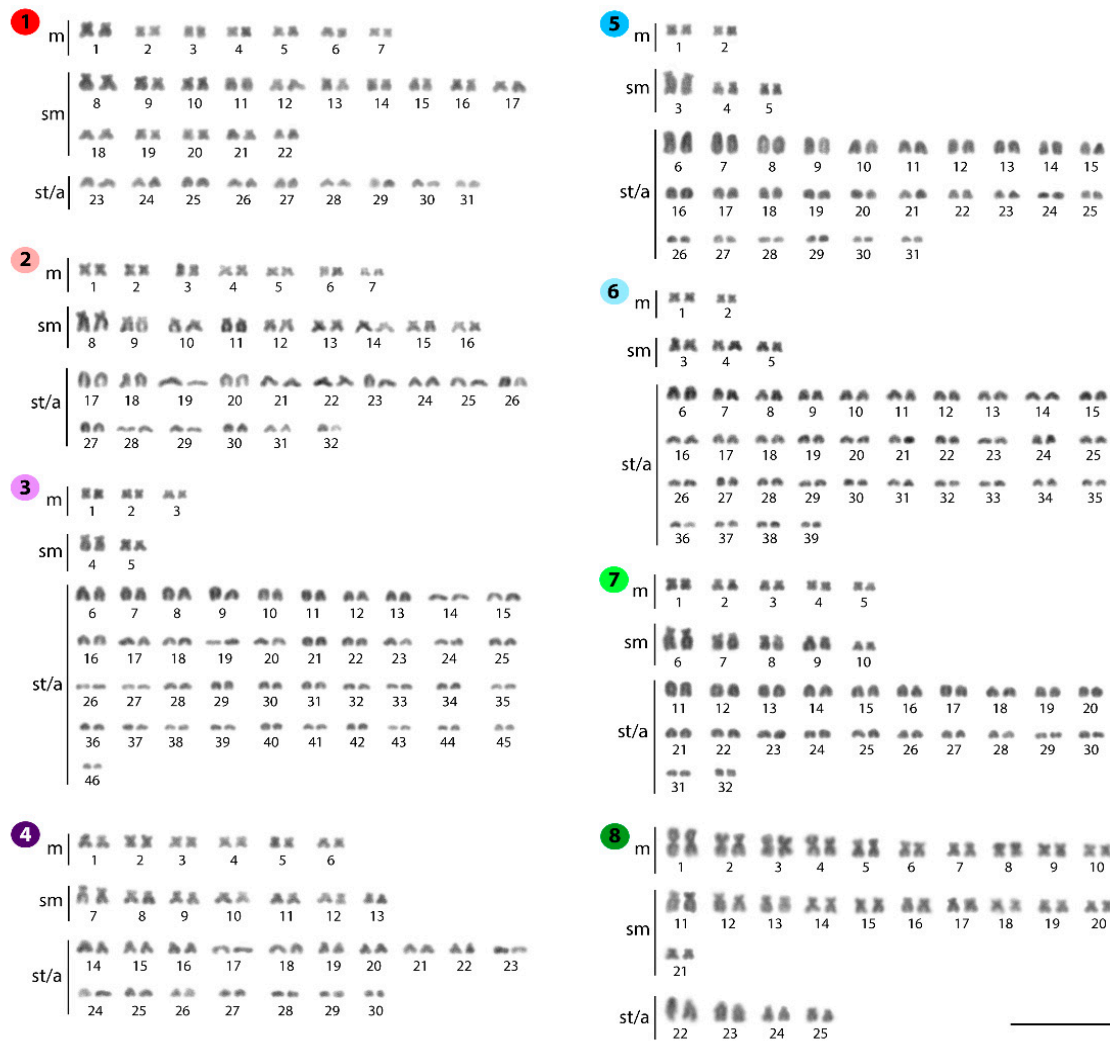 1
m
1 2 3 4 5 6 7
sm
8 9 10 11 12 13 14 15 16 17
18 19 20 21 22
st/a
23 24 25 26 27 28 29 30 31
2
m
1 2 3 4 5 6 7
sm
8 9 10 11 12 13 14 15 16
st/a
17 18 19 20 21 22 23 24 25 26
27 28 29 30 31 32
3
m
1 2 3
sm
4 5
st/a
6 7 8 9 10 11 12 13 14 15
16 17 18 19 20 21 22 23 24 25
26 27 28 29 30 31 32 33 34 35
36 37 38 39 40 41 42 43 44 45
46
4
m
1 2 3 4 5 6
sm
7 8 9 10 11 12 13
st/a
14 15 16 17 18 19 20 21 22 23
24 25 26 27 28 29 30
5
m
1 2
sm
3 4 5
st/a
6 7 8 9 10 11 12 13 14 15
16 17 18 19 20 21 22 23 24 25
26 27 28 29 30 31
6
m
1 2
sm
3 4 5
st/a
6 7 8 9 10 11 12 13 14 15
16 17 18 19 20 21 22 23 24 25
26 27 28 29 30 31 32 33 34 35
36 37 38 39
7
m
1 2 3 4 5
sm
6 7 8 9 10
st/a
11 12 13 14 15 16 17 18 19 20
21 22 23 24 25 26 27 28 29 30
31 32
8
m
1 2 3 4 5 6 7 8 9 10
sm
11 12 13 14 15 16 17 18 19 20
21
st/a
22 23 24 25